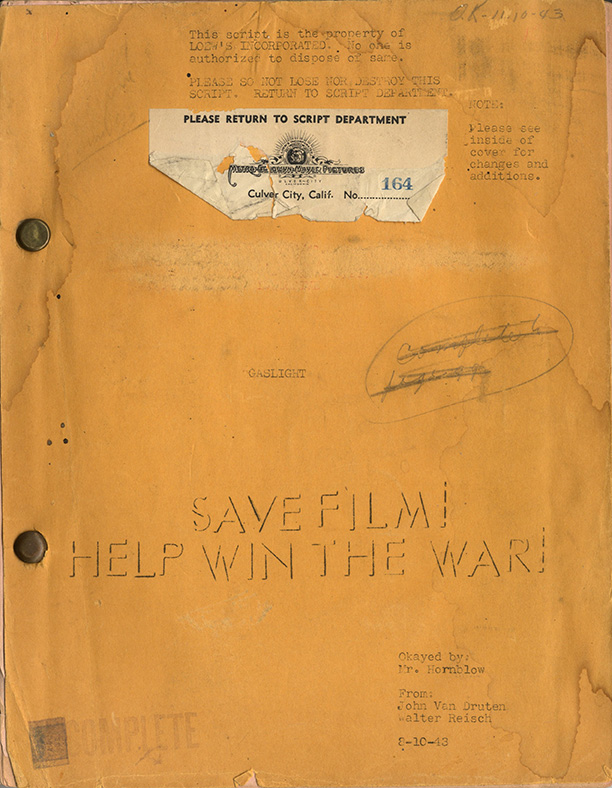 O.K-11-10-43
This script is the property of
LOEW'S INCORPORATED. No one is
authorized to dispose of same.
PLEASE SO NOT LOSE NOR DESTROY THIS
SCRIPT. RETURN TO SCRIPT DEPARTMENT.
NOTE:
Please see
inside of
cover for
changes and
additions.
PLEASE RETURN TO SCRIPT DEPARTMENT
METRO-GOLDWYN-MAYER PICTURES
Culver City, Calif. No. 164
Complete
GASLIGHT
SAVE FILM!
HELP WIN THE WAR!
Okayed by:
Mr. Hornblow
From:
John Van Druten
Walter Reisch
8-10-43
COMPLETE